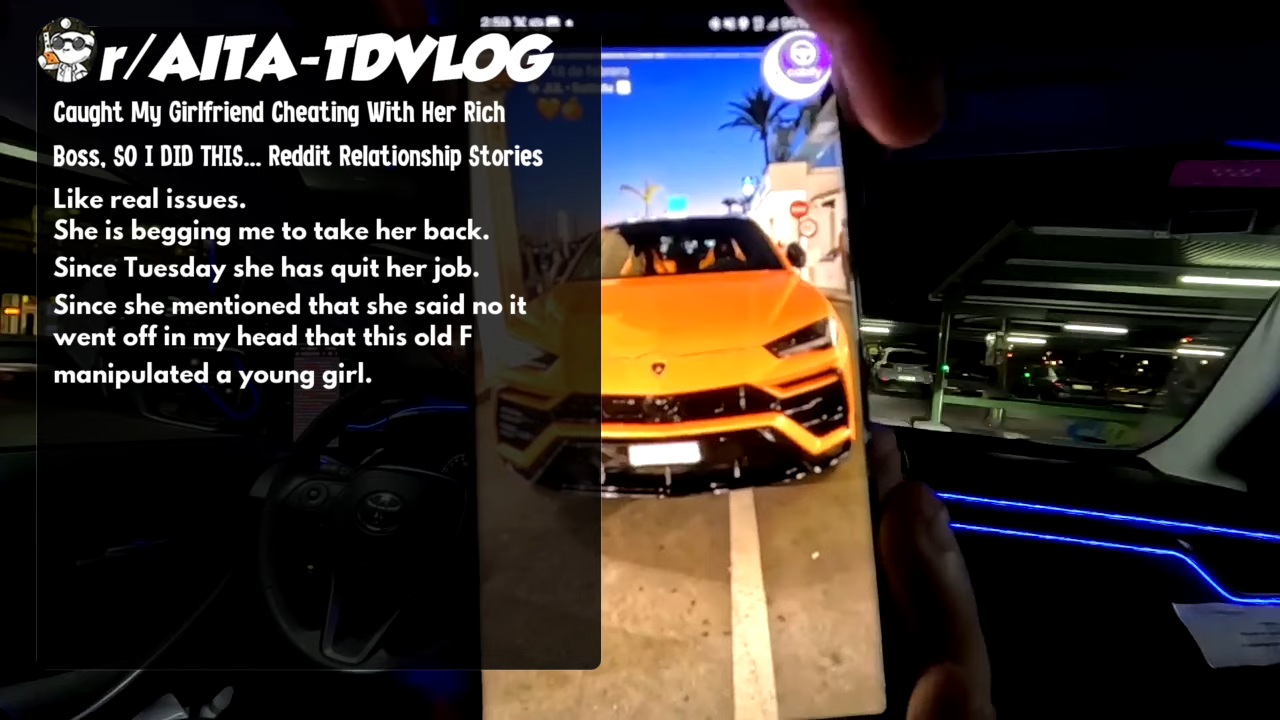 r/AITA-TDVLOG
Caught My Girlfriend Cheating With Her Rich
Boss, SO I DID THIS... Reddit Relationship Stories
Like real issues.
She is begging me to take her back.
Since Tuesday she has quit her job.
Since she mentioned that she said no it
went off in my head that this old F
manipulated a young girl.
2:59